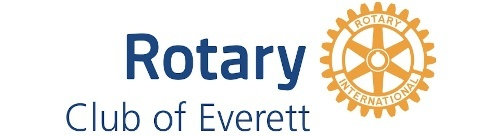 Rotary
Club of Everett
ROTARY
INTERNATIONAL